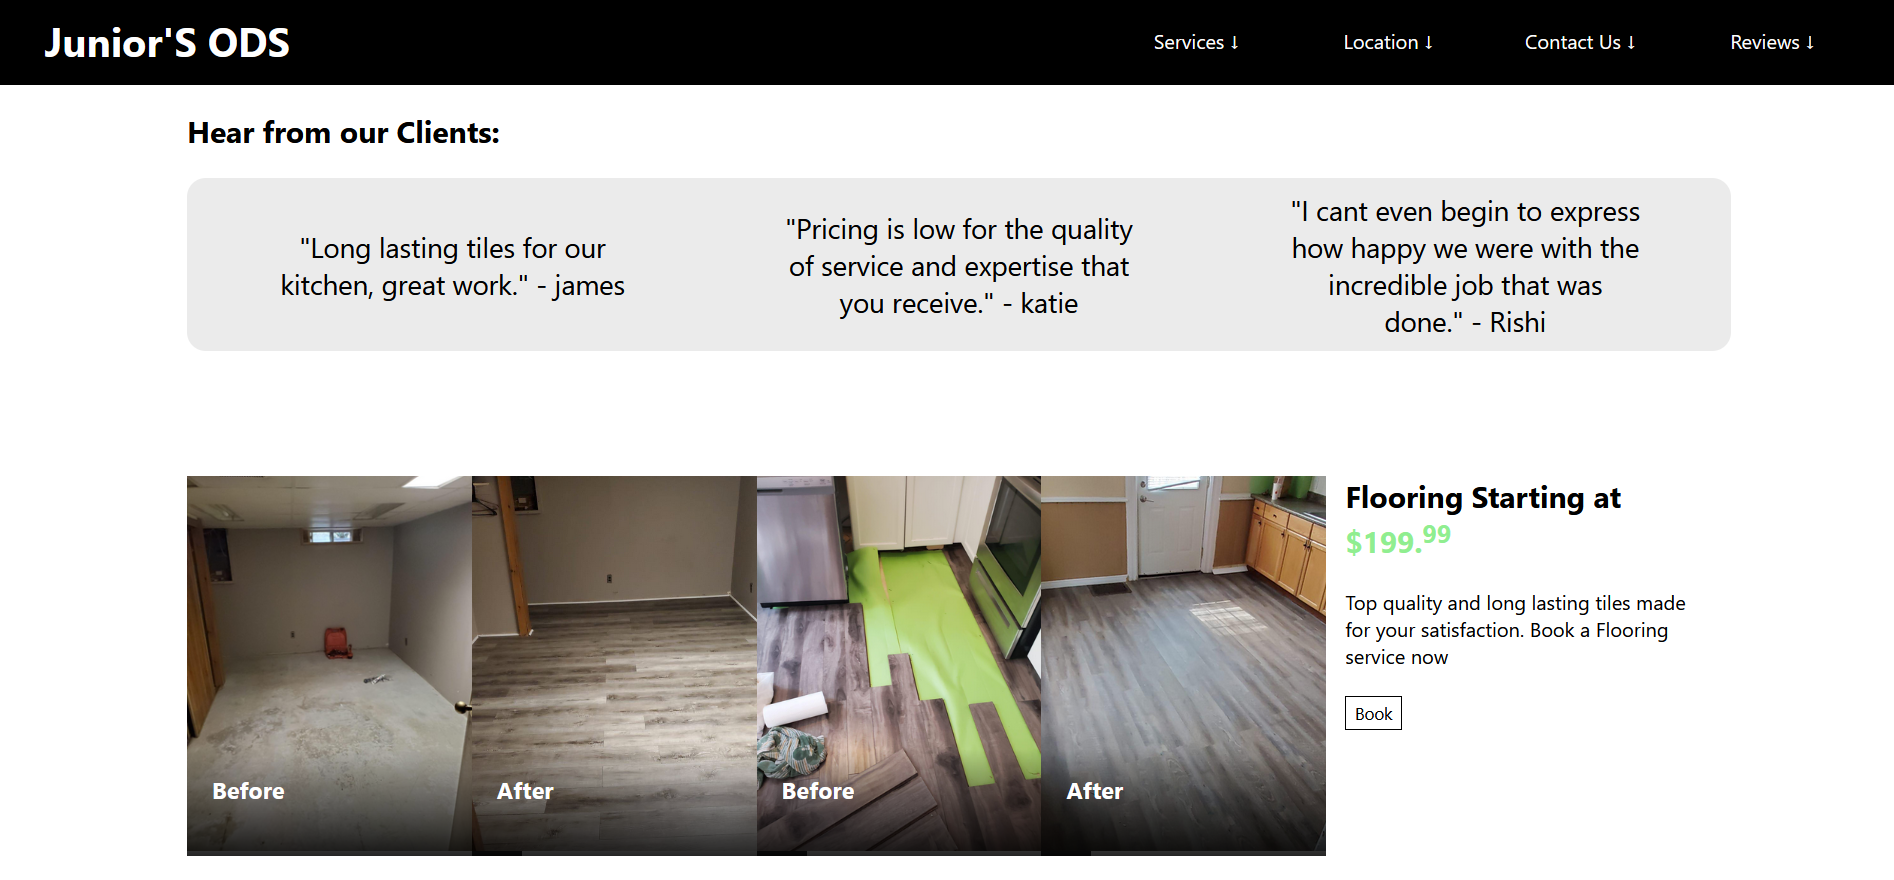 Junior'S ODS
Services ↓
Location ↓
Contact Us ↓
Reviews ↓
Hear from our Clients:
"Long lasting tiles for our
kitchen, great work." - james
"Pricing is low for the quality
of service and expertise that
you receive." - katie
"I cant even begin to express
how happy we were with the
incredible job that was
done." - Rishi
Before
After
Before
After
Flooring Starting at
$199.99
Top quality and long lasting tiles made
for your satisfaction. Book a Flooring
service now
Book